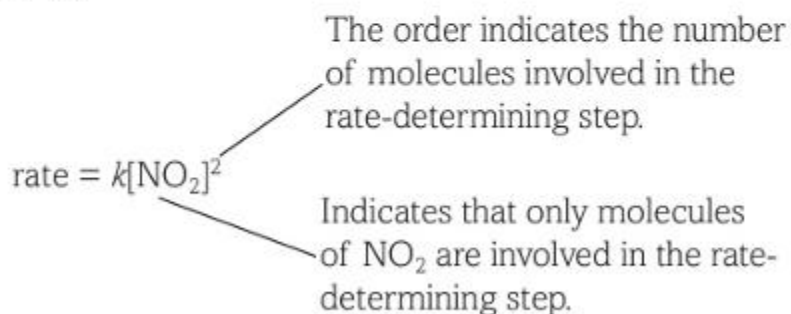 The order indicates the number
of molecules involved in the
rate-determining step.
rate = k[NO₂]²
Indicates that only molecules
of NO₂ are involved in the rate-
determining step.